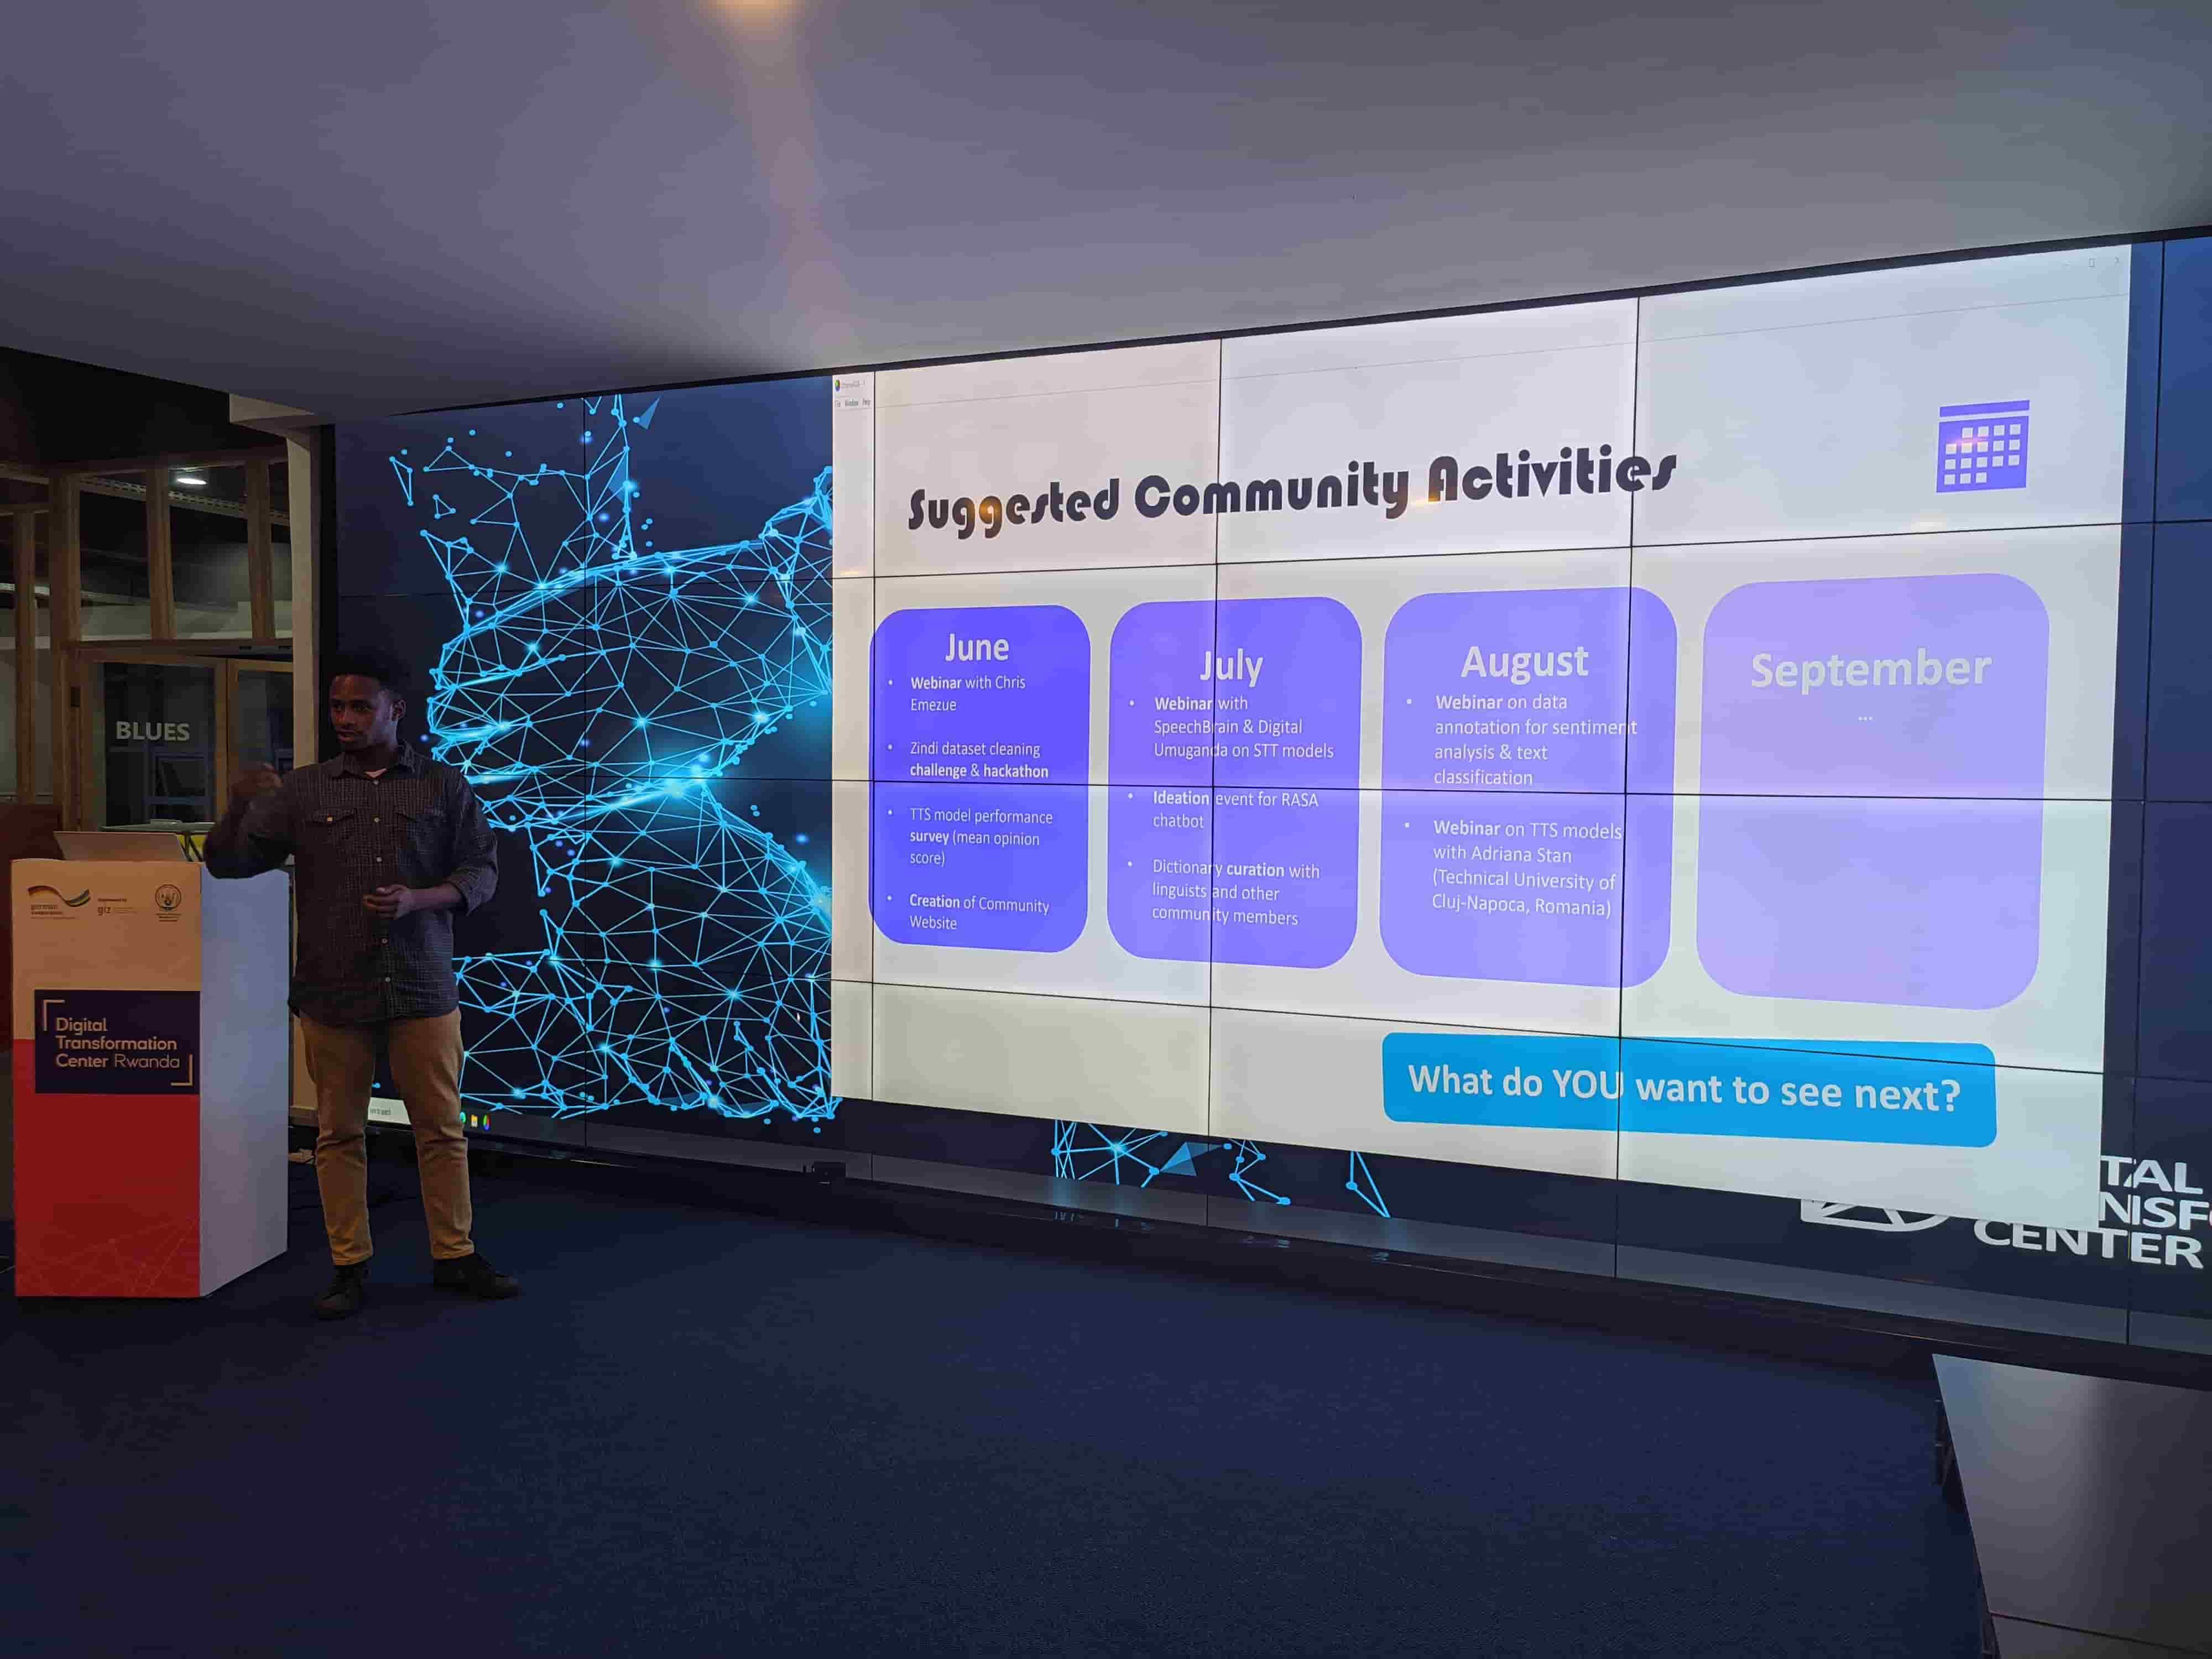 Suggested Community Activities
June
• Webinar with Chris
Emezue
• Zindi dataset cleaning
challenge & hackathon
• TTS model performance
survey (mean opinion
score)
• Creation of Community
Website
July
• Webinar with
SpeechBrain & Digital
Umuganda on STT models
• Ideation event for RASA
chatbot
• Dictionary curation with
linguists and other
community members
August
• Webinar on data
annotation for sentiment
analysis & text
classification
• Webinar on TTS models
with Adriana Stan
(Technical University of
Cluj-Napoca, Romania)
September
...
What do YOU want to see next?
BLUES
german
giz
Digital
Transformation
Center Rwanda
TAL
NSF
CENTER